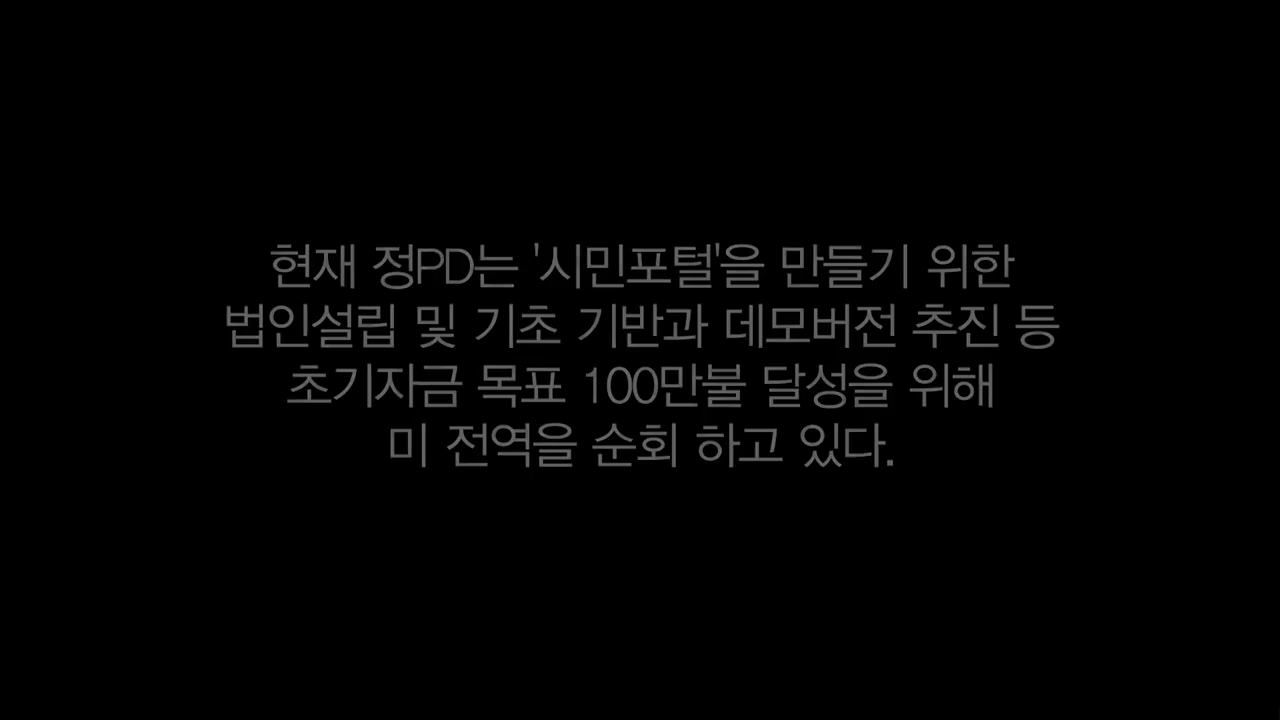 현재 정PD는 '시민포털'을 만들기 위한
법인설립 및 기초 기반과 데모버전 추진 등
초기자금 목표 100만불 달성을 위해
미 전역을 순회 하고 있다.